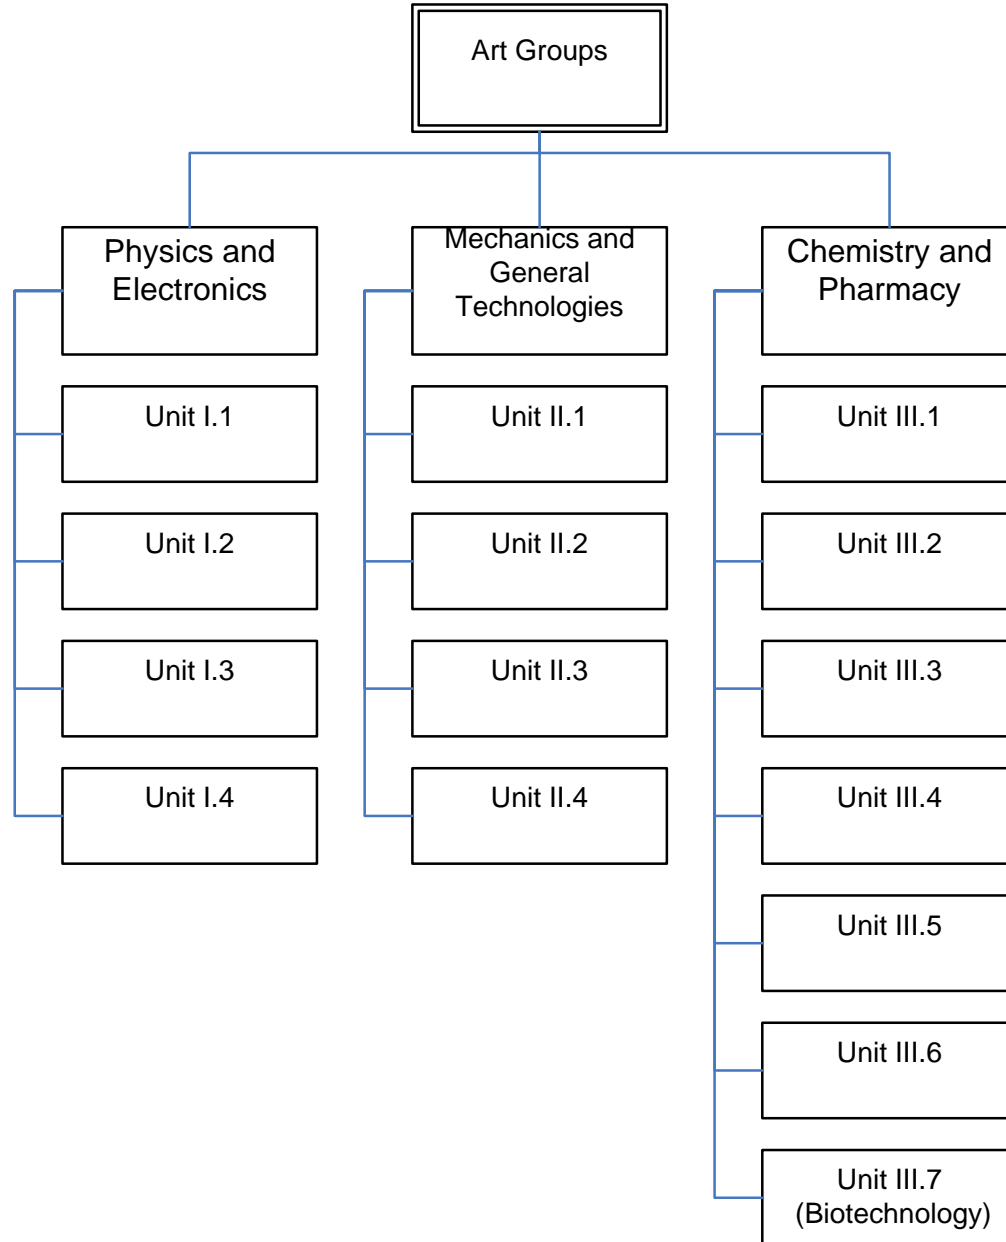 Art Groups
Physics and
Electronics
Mechanics and
General
Technologies
Chemistry and
Pharmacy
Unit I.1
Unit II.1
Unit III.1
Unit I.2
Unit II.2
Unit III.2
Unit I.3
Unit II.3
Unit III.3
Unit I.4
Unit II.4
Unit III.4
Unit III.5
Unit III.6
Unit III.7
(Biotechnology)